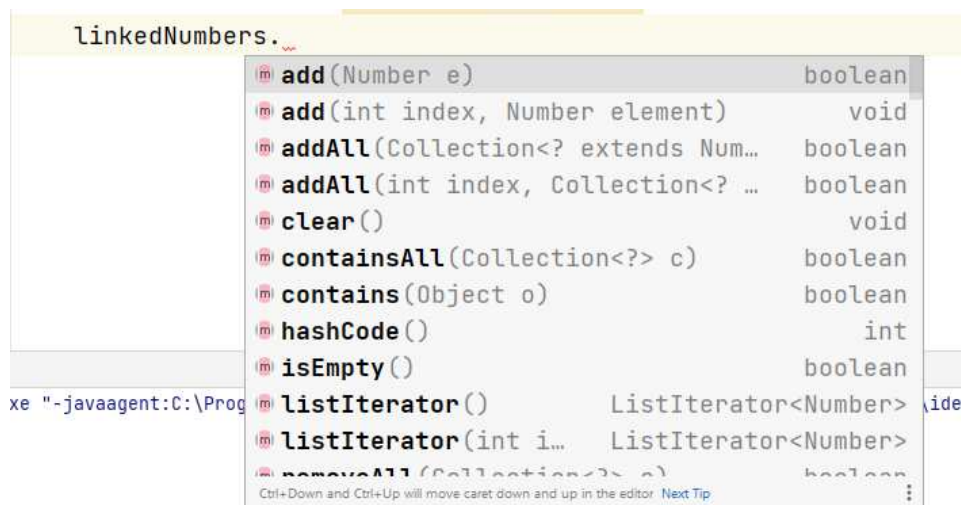 linkedNumbers.
m add(Number e) boolean
m add(int index, Number element) void
m addAll(Collection<? extends Num… boolean
m addAll(int index, Collection<? … boolean
m clear() void
m containsAll(Collection<?> c) boolean
m contains(Object o) boolean
m hashCode() int
m isEmpty() boolean
xe "-javaagent:C:\Prog m listIterator() ListIterator<Number> \ide
m listIterator(int i… ListIterator<Number>
m removeAll(Collection<?> c) boolean
Ctrl+Down and Ctrl+Up will move caret down and up in the editor Next Tip